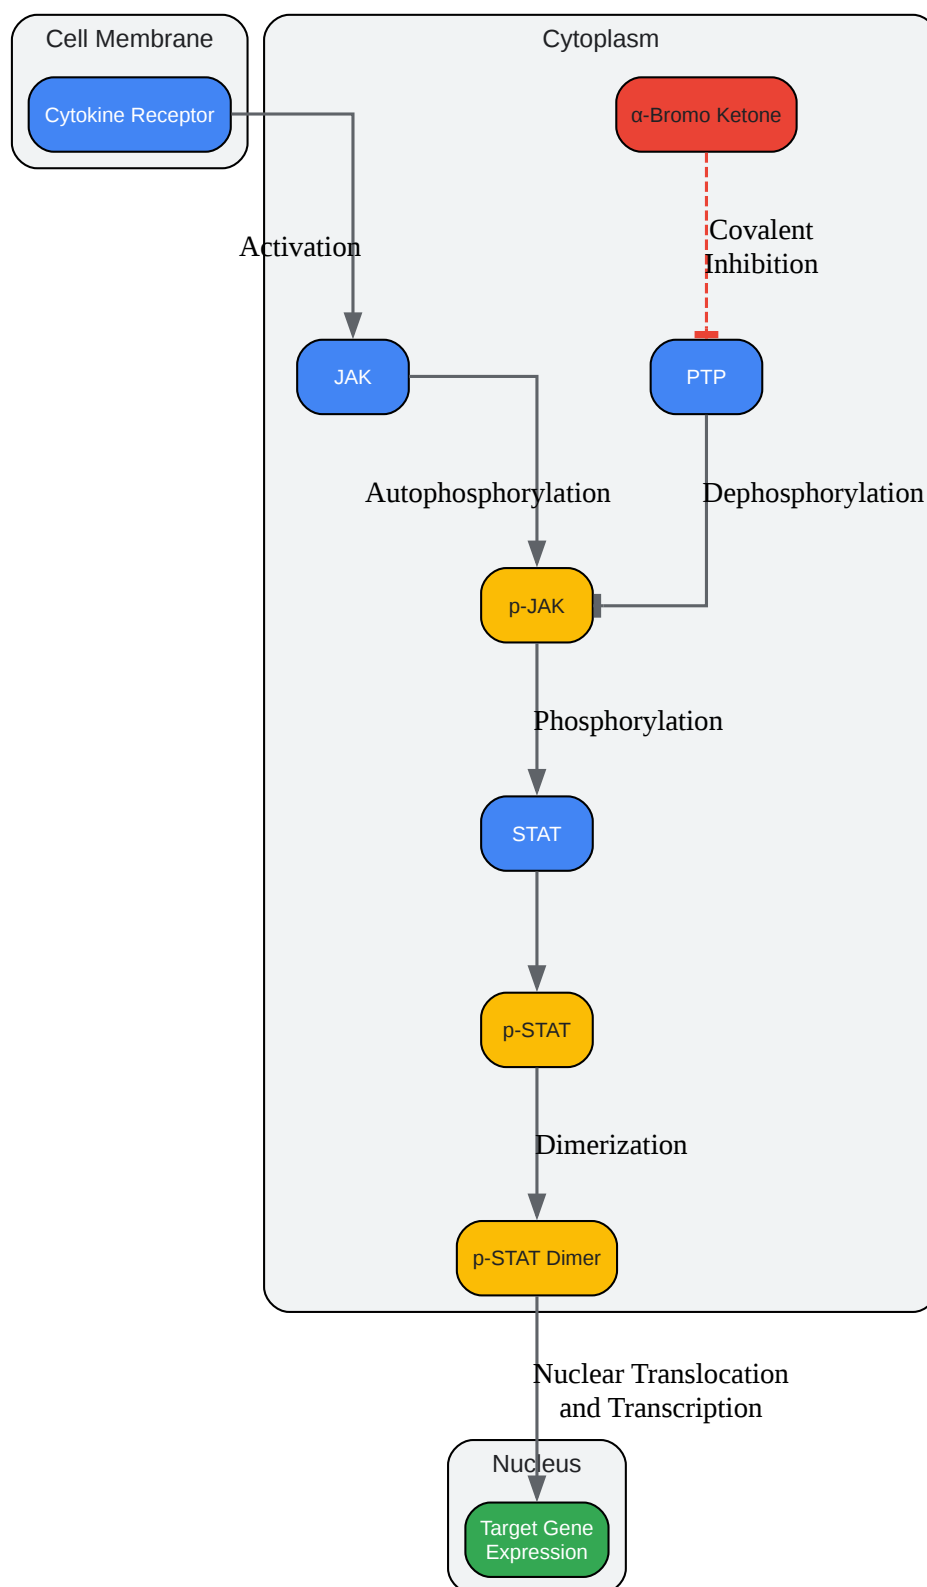 Cell Membrane
Cytoplasm
Cytokine Receptor
α-Bromo Ketone
Activation
Covalent
Inhibition
JAK
PTP
Autophosphorylation
Dephosphorylation
p-JAK
Phosphorylation
STAT
p-STAT
Dimerization
p-STAT Dimer
Nuclear Translocation
and Transcription
Nucleus
Target Gene
Expression